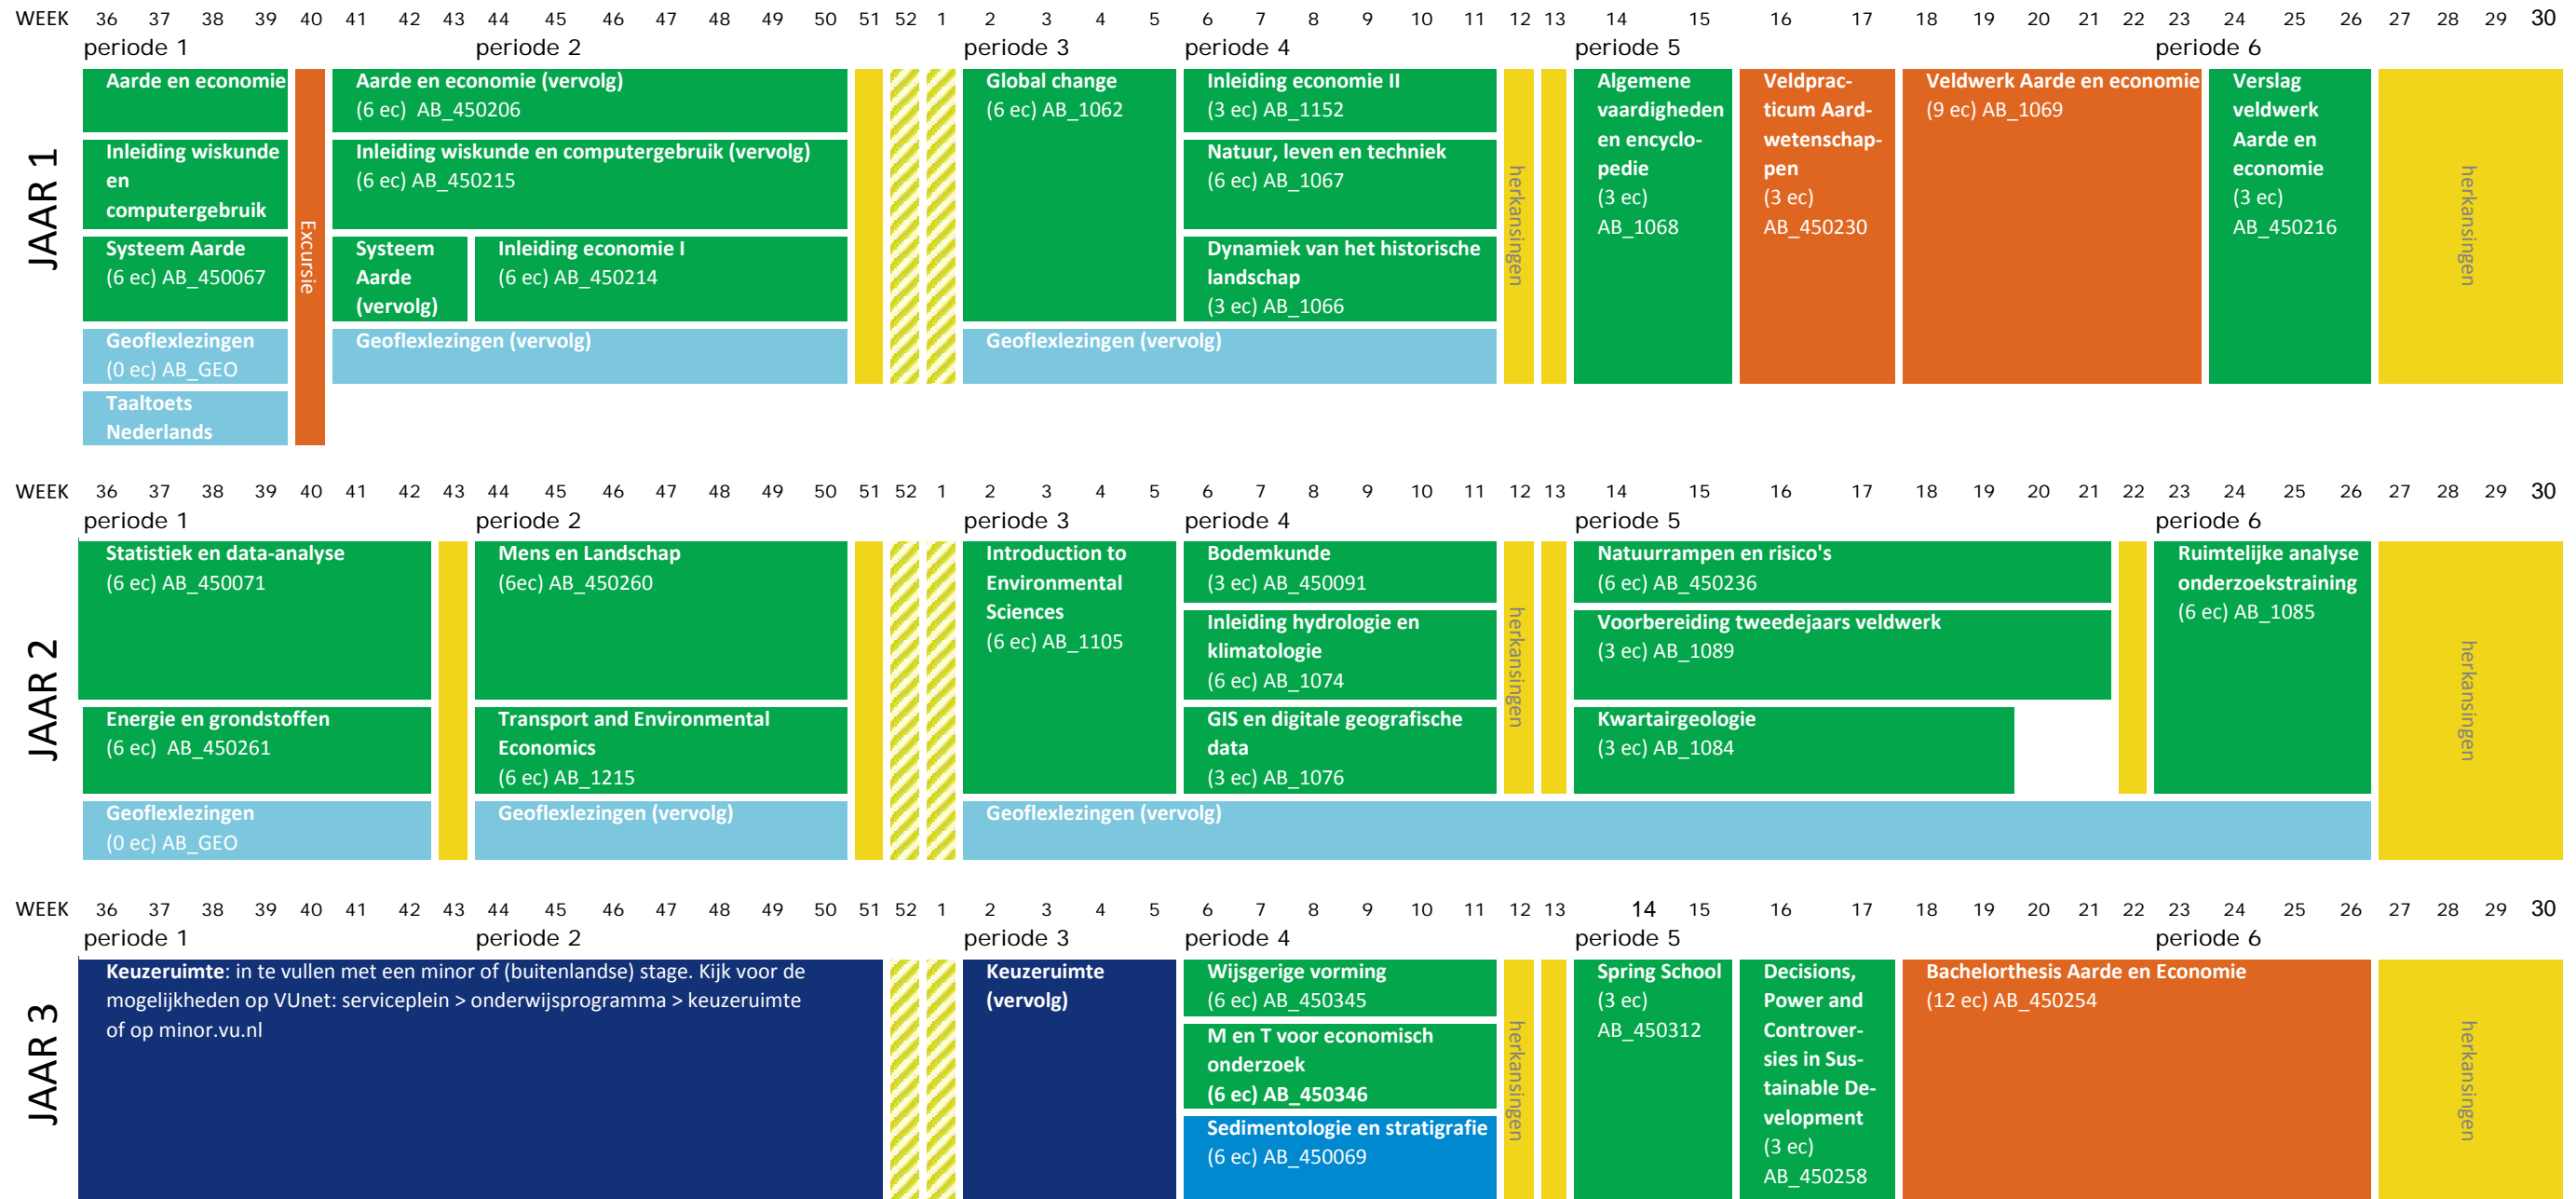 WEEK 36 37 38 39 40 41 42 43 44 45 46 47 48 49 50 51 52 1 2 3 4 5 6 7 8 9 10 11 12 13 14 15 16 17 18 19 20 21 22 23 24 25 26 27 28 29 30
periode 1 periode 2 periode 3 periode 4 periode 5 periode 6
JAAR 1
Aarde en economie
Inleiding wiskunde
en
computergebruik
Systeem Aarde
(6 ec) AB_450067
Geoflexlezingen
(0 ec) AB_GEO
Taaltoets
Nederlands
Excursie
Aarde en economie (vervolg)
(6 ec) AB_450206
Inleiding wiskunde en computergebruik (vervolg)
(6 ec) AB_450215
Systeem
Aarde
(vervolg)
Inleiding economie I
(6 ec) AB_450214
Geoflexlezingen (vervolg)
Global change
(6 ec) AB_1062
Inleiding economie II
(3 ec) AB_1152
Natuur, leven en techniek
(6 ec) AB_1067
Dynamiek van het historische
landschap
(3 ec) AB_1066
Geoflexlezingen (vervolg)
herkansingen
Algemene
vaardigheden
en encyclo-
pedie
(3 ec)
AB_1068
Veldprac-
ticum Aard-
wetenschap-
pen
(3 ec)
AB_450230
Veldwerk Aarde en economie
(9 ec) AB_1069
Verslag
veldwerk
Aarde en
economie
(3 ec)
AB_450216
herkansingen
WEEK 36 37 38 39 40 41 42 43 44 45 46 47 48 49 50 51 52 1 2 3 4 5 6 7 8 9 10 11 12 13 14 15 16 17 18 19 20 21 22 23 24 25 26 27 28 29 30
periode 1 periode 2 periode 3 periode 4 periode 5 periode 6
JAAR 2
Statistiek en data-analyse
(6 ec) AB_450071
Energie en grondstoffen
(6 ec) AB_450261
Geoflexlezingen
(0 ec) AB_GEO
Mens en Landschap
(6ec) AB_450260
Transport and Environmental
Economics
(6 ec) AB_1215
Geoflexlezingen (vervolg)
Introduction to
Environmental
Sciences
(6 ec) AB_1105
Bodemkunde
(3 ec) AB_450091
Inleiding hydrologie en
klimatologie
(6 ec) AB_1074
GIS en digitale geografische
data
(3 ec) AB_1076
Geoflexlezingen (vervolg)
herkansingen
Natuurrampen en risico's
(6 ec) AB_450236
Voorbereiding tweedejaars veldwerk
(3 ec) AB_1089
Kwartairgeologie
(3 ec) AB_1084
Ruimtelijke analyse
onderzoekstraining
(6 ec) AB_1085
herkansingen
WEEK 36 37 38 39 40 41 42 43 44 45 46 47 48 49 50 51 52 1 2 3 4 5 6 7 8 9 10 11 12 13 14 15 16 17 18 19 20 21 22 23 24 25 26 27 28 29 30
periode 1 periode 2 periode 3 periode 4 periode 5 periode 6
JAAR 3
Keuzeruimte: in te vullen met een minor of (buitenlandse) stage. Kijk voor de
mogelijkheden op VUnet: serviceplein > onderwijsprogramma > keuzeruimte
of op minor.vu.nl
Keuzeruimte
(vervolg)
Wijsgerige vorming
(6 ec) AB_450345
M en T voor economisch
onderzoek
(6 ec) AB_450346
Sedimentologie en stratigrafie
(6 ec) AB_450069
herkansingen
Spring School
(3 ec)
AB_450312
Decisions,
Power and
Controver-
sies in Sus-
tainable De-
velopment
(3 ec)
AB_450258
Bachelorthesis Aarde en Economie
(12 ec) AB_450254
herkansingen